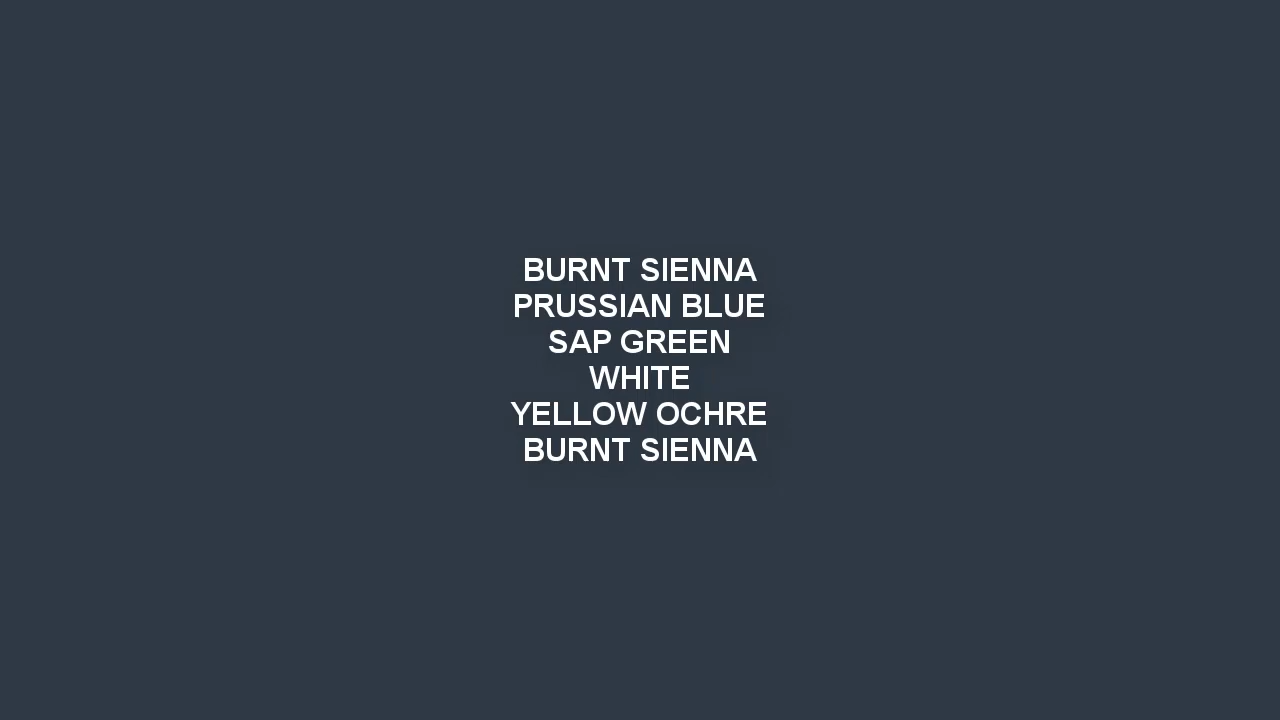 BURNT SIENNA
PRUSSIAN BLUE
SAP GREEN
WHITE
YELLOW OCHRE
BURNT SIENNA